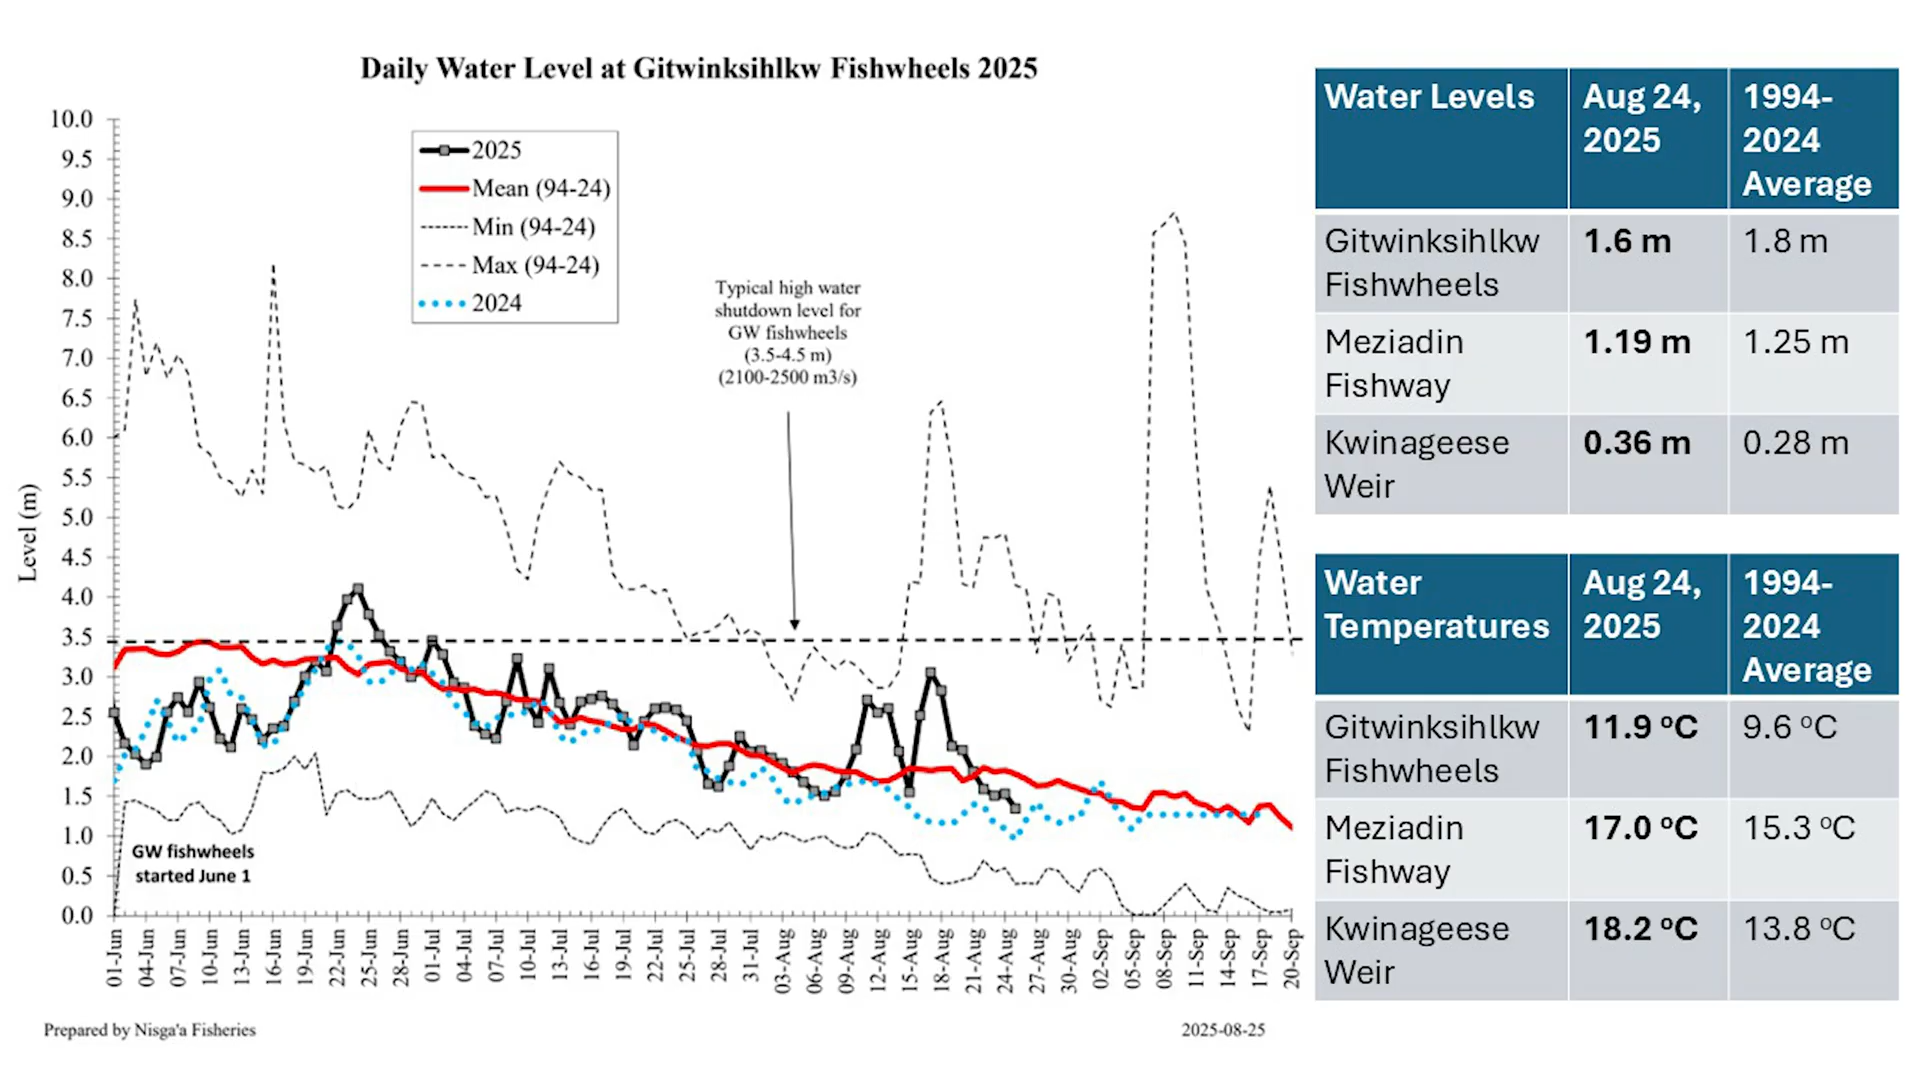 Daily Water Level at Gitwinksihlkw Fishwheels 2025
10.0
9.5
9.0
8.5
8.0
7.5
7.0
6.5
6.0
5.5
5.0
4.5
4.0
3.5
3.0
2.5
2.0
1.5
1.0
0.5
0.0
Level (m)
2025
Mean (94-24)
Min (94-24)
Max (94-24)
2024
Typical high water
shutdown level for
GW fishwheels
(3.5-4.5 m)
(2100-2500 m3/s)
GW fishwheels
started June 1
01-Jun
04-Jun
07-Jun
10-Jun
13-Jun
16-Jun
19-Jun
22-Jun
25-Jun
28-Jun
01-Jul
04-Jul
07-Jul
10-Jul
13-Jul
16-Jul
19-Jul
22-Jul
25-Jul
28-Jul
31-Jul
03-Aug
06-Aug
09-Aug
12-Aug
15-Aug
18-Aug
21-Aug
24-Aug
27-Aug
30-Aug
02-Sep
05-Sep
08-Sep
11-Sep
14-Sep
17-Sep
20-Sep
Prepared by Nisga'a Fisheries
2025-08-25
Water Levels
Aug 24,
2025
1994-
2024
Average
Gitwinksihlkw
Fishwheels
1.6 m
1.8 m
Meziadin
Fishway
1.19 m
1.25 m
Kwinageese
Weir
0.36 m
0.28 m
Water
Temperatures
Aug 24,
2025
1994-
2024
Average
Gitwinksihlkw
Fishwheels
11.9 ºC
9.6 ºC
Meziadin
Fishway
17.0 ºC
15.3 ºC
Kwinageese
Weir
18.2 ºC
13.8 ºC